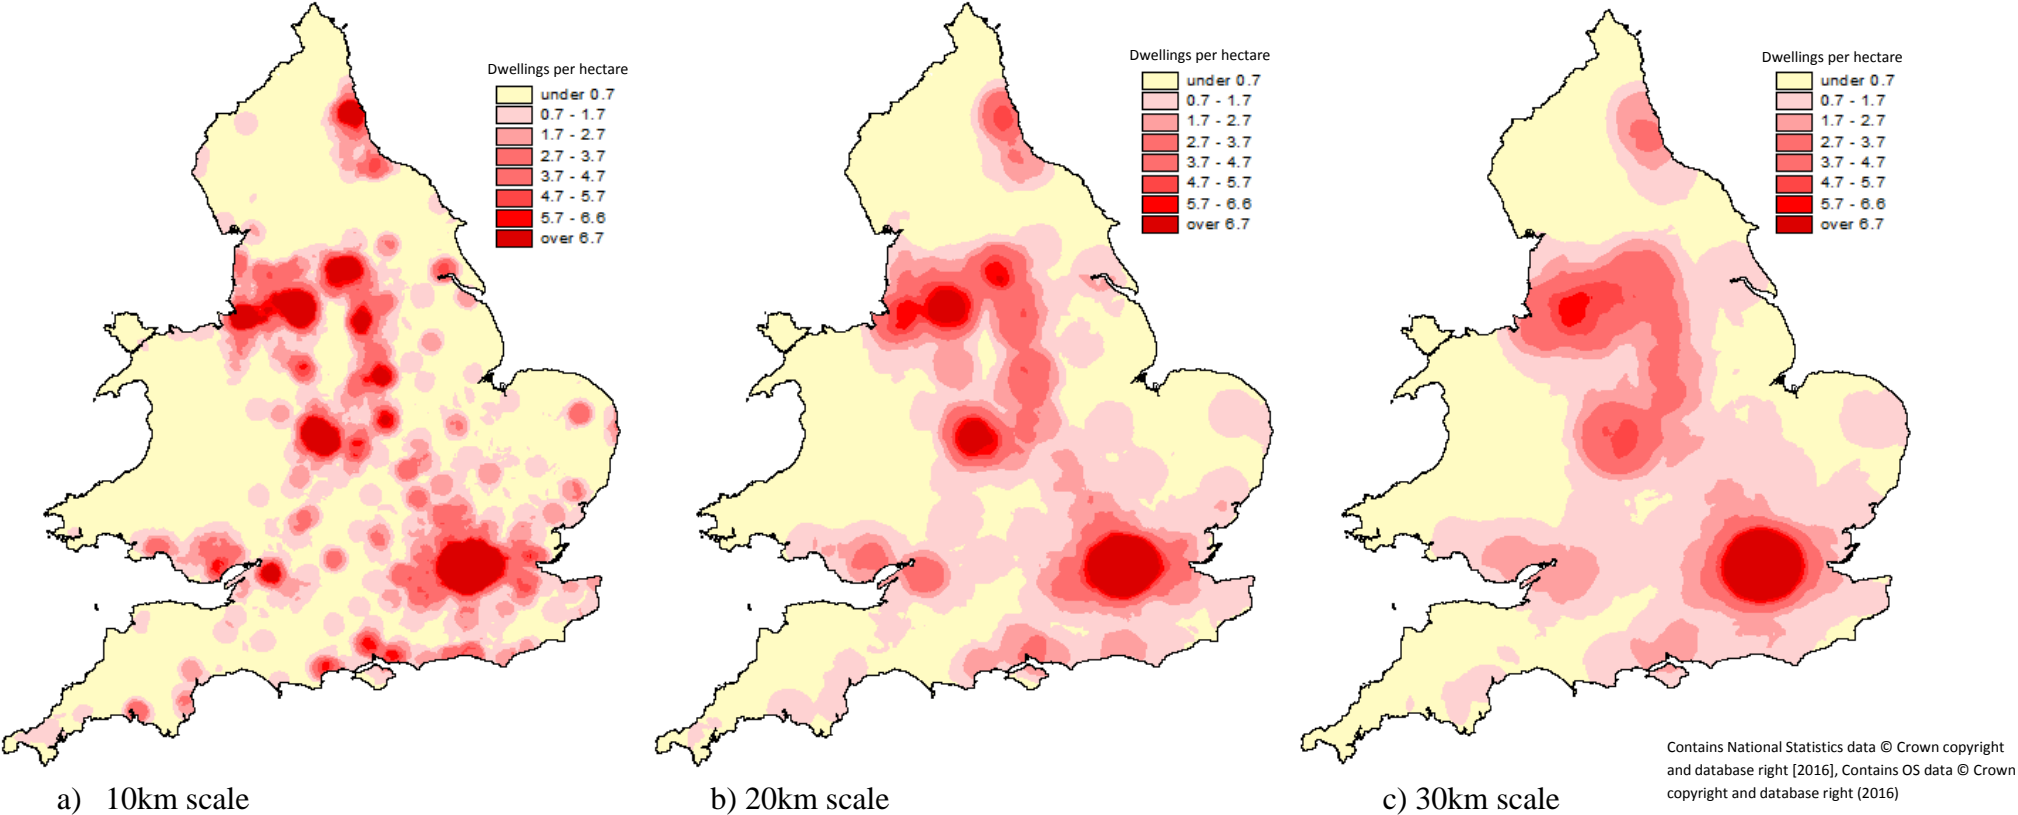 Dwellings per hectare
under 0.7
0.7 - 1.7
1.7 - 2.7
2.7 - 3.7
3.7 - 4.7
4.7 - 5.7
5.7 - 6.6
over 6.7
a) 10km scale
Dwellings per hectare
under 0.7
0.7 - 1.7
1.7 - 2.7
2.7 - 3.7
3.7 - 4.7
4.7 - 5.7
5.7 - 6.6
over 6.7
b) 20km scale
Dwellings per hectare
under 0.7
0.7 - 1.7
1.7 - 2.7
2.7 - 3.7
3.7 - 4.7
4.7 - 5.7
5.7 - 6.6
over 6.7
c) 30km scale
Contains National Statistics data © Crown copyright
and database right [2016], Contains OS data © Crown
copyright and database right (2016)